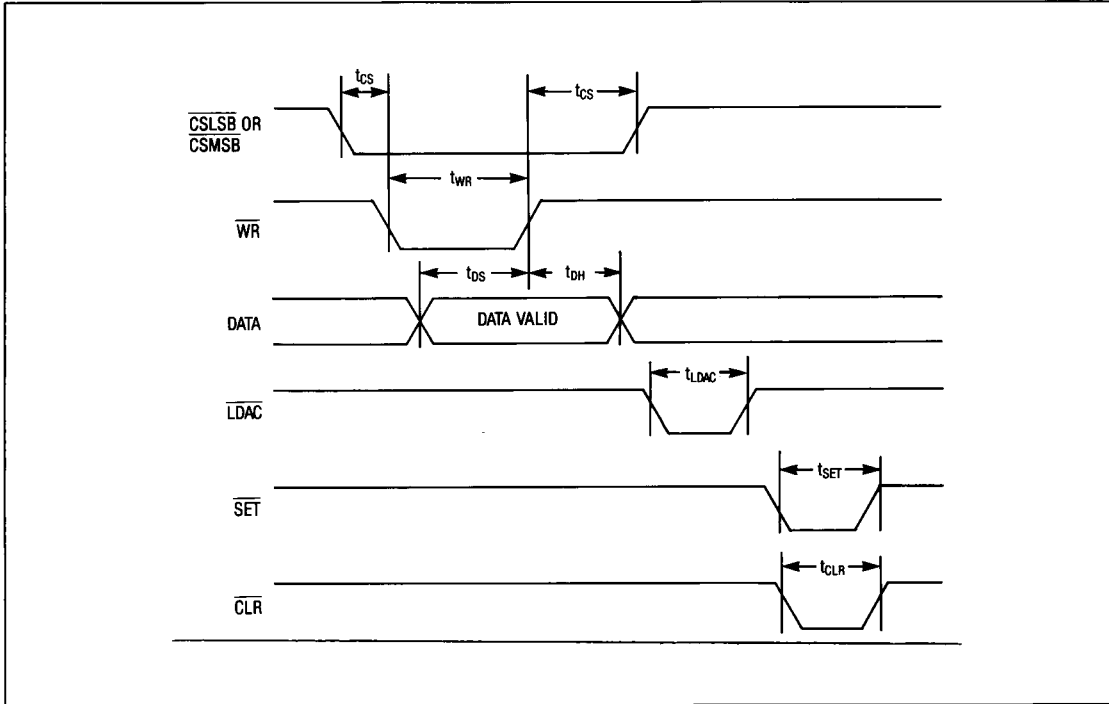 tCS
tCS
CSLSB OR
CSMSB
tWR
WR
tDS
tDH
DATA
DATA VALID
tLDAC
LDAC
tSET
SET
tCLR
CLR